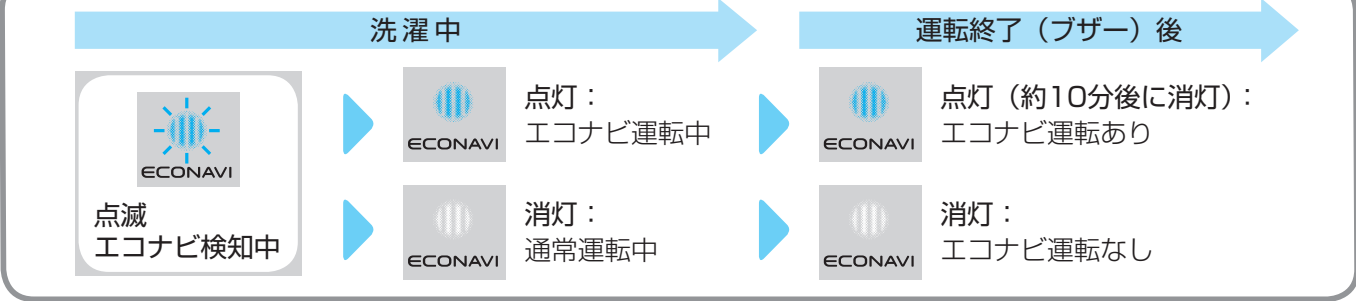 洗濯中
運転終了（ブザー）後
ECONAVI
点滅
エコナビ検知中
ECONAVI
点灯：
エコナビ運転中
ECONAVI
点灯（約10分後に消灯）：
エコナビ運転あり
ECONAVI
消灯：
通常運転中
ECONAVI
消灯：
エコナビ運転なし